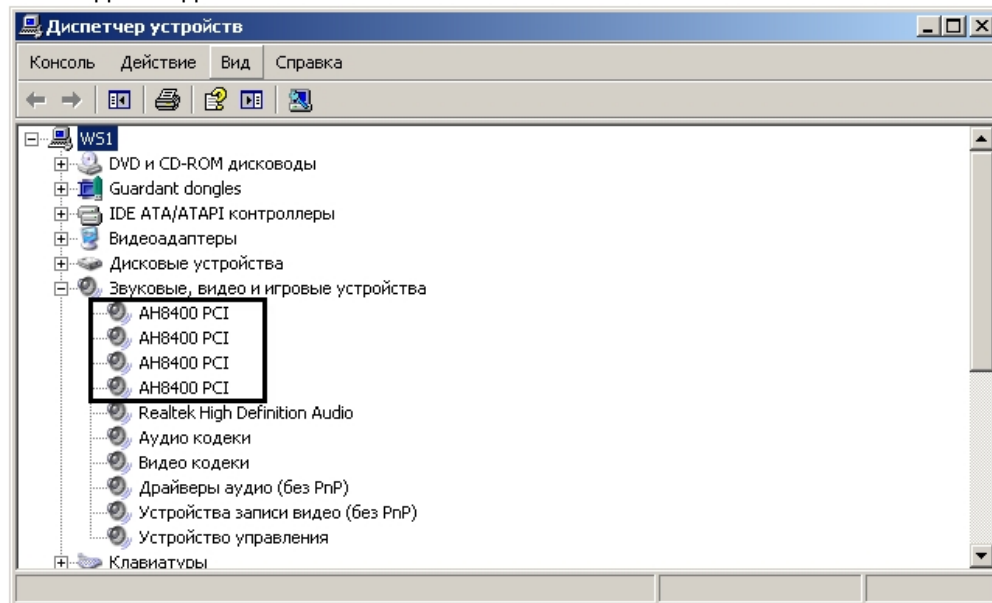 Диспетчер устройств
Консоль Действие Вид Справка
WS1
DVD и CD-ROM дисководы
Guardant dongles
IDE ATA/ATAPI контроллеры
Видеоадаптеры
Дисковые устройства
Звуковые, видео и игровые устройства
AH8400 PCI
AH8400 PCI
AH8400 PCI
AH8400 PCI
Realtek High Definition Audio
Аудио кодеки
Видео кодеки
Драйверы аудио (без PnP)
Устройства записи видео (без PnP)
Устройство управления
Клавиатуры